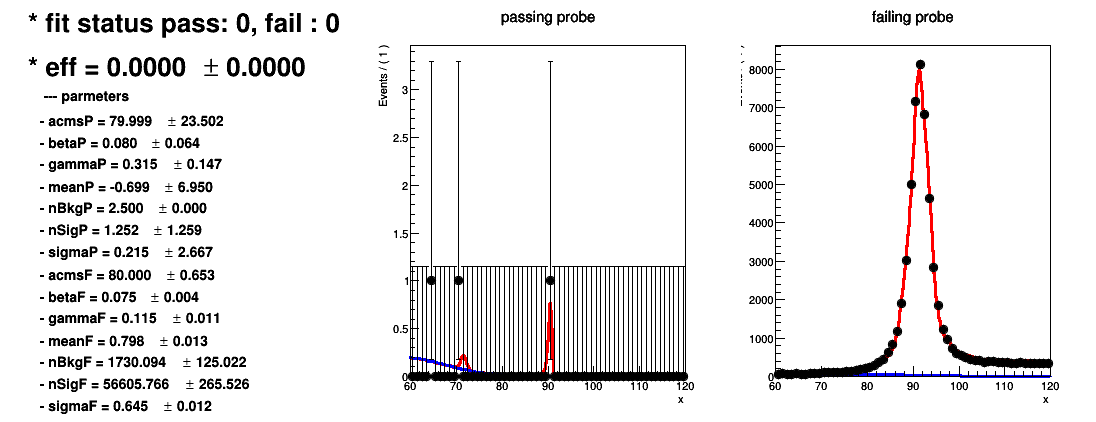 * fit status pass: 0, fail : 0
* eff = 0.0000 ± 0.0000
--- parmeters
- acmsP = 79.999 ± 23.502
- betaP = 0.080 ± 0.064
- gammaP = 0.315 ± 0.147
- meanP = -0.699 ± 6.950
- nBkgP = 2.500 ± 0.000
- nSigP = 1.252 ± 1.259
- sigmaP = 0.215 ± 2.667
- acmsF = 80.000 ± 0.653
- betaF = 0.075 ± 0.004
- gammaF = 0.115 ± 0.011
- meanF = 0.798 ± 0.013
- nBkgF = 1730.094 ± 125.022
- nSigF = 56605.766 ± 265.526
- sigmaF = 0.645 ± 0.012
passing probe
Events / ( 1 )
3
2.5
2
1.5
1
0.5
0
60 70 80 90 100 110 120
x
failing probe
8000
7000
6000
5000
4000
3000
2000
1000
0
60 70 80 90 100 110 120
x